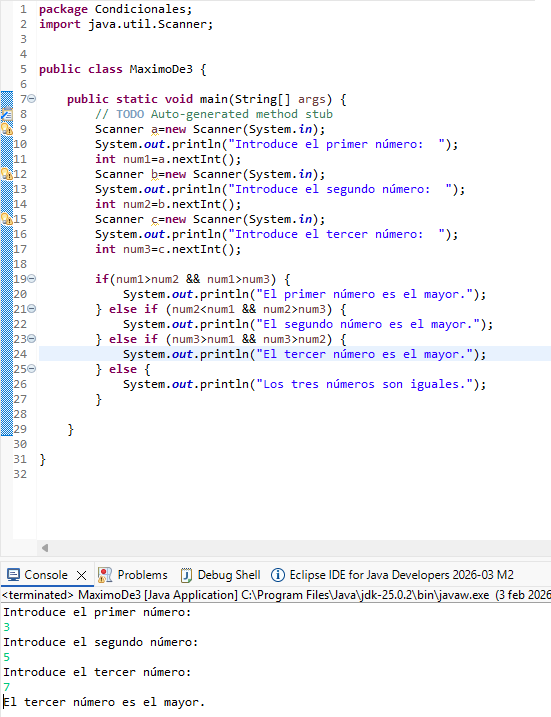 1 package Condicionales;
2 import java.util.Scanner;
3
4
5 public class MaximoDe3 {
6
7 public static void main(String[] args) {
8 // TODO Auto-generated method stub
9 Scanner a=new Scanner(System.in);
10 System.out.println("Introduce el primer número:  ");
11 int num1=a.nextInt();
12 Scanner b=new Scanner(System.in);
13 System.out.println("Introduce el segundo número:  ");
14 int num2=b.nextInt();
15 Scanner c=new Scanner(System.in);
16 System.out.println("Introduce el tercer número:  ");
17 int num3=c.nextInt();
18
19 if(num1>num2 && num1>num3) {
20 System.out.println("El primer número es el mayor.");
21 } else if (num2<num1 && num2>num3) {
22 System.out.println("El segundo número es el mayor.");
23 } else if (num3>num1 && num3>num2) {
24 System.out.println("El tercer número es el mayor.");
25 } else {
26 System.out.println("Los tres números son iguales.");
27 }
28
29 }
30
31 }
32
Console Problems Debug Shell Eclipse IDE for Java Developers 2026-03 M2
<terminated> MaximoDe3 [Java Application] C:\Program Files\Java\jdk-25.0.2\bin\javaw.exe (3 feb 2026
Introduce el primer número:
3
Introduce el segundo número:
5
Introduce el tercer número:
7
El tercer número es el mayor.